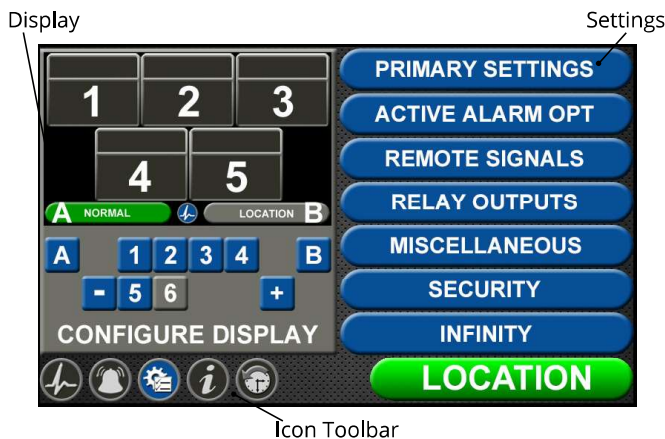 Display
Settings
1 2 3
4 5
A NORMAL LOCATION B
A 1 2 3 4 B
- 5 6 +
CONFIGURE DISPLAY
PRIMARY SETTINGS
ACTIVE ALARM OPT
REMOTE SIGNALS
RELAY OUTPUTS
MISCELLANEOUS
SECURITY
INFINITY
i
LOCATION
Icon Toolbar